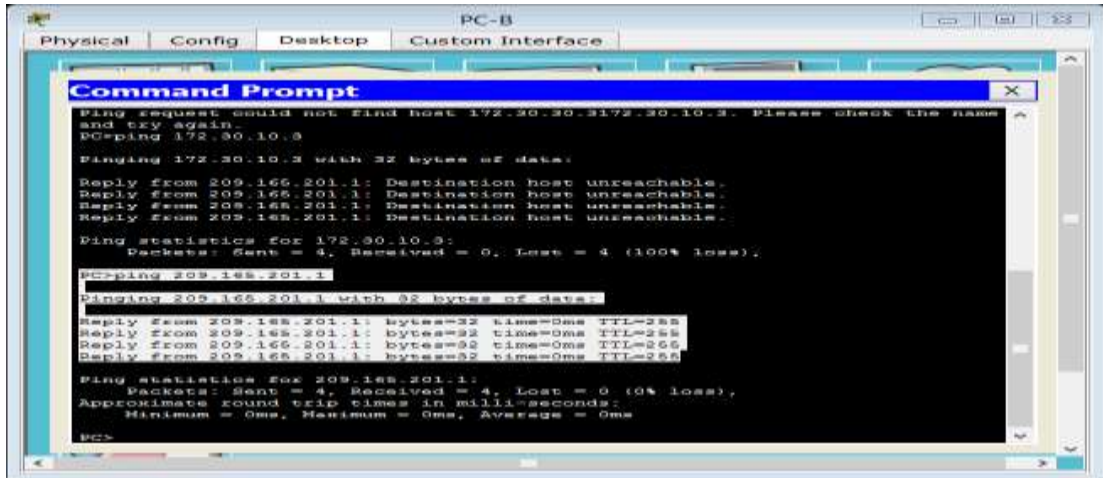 PC-B
Physical Config Desktop Custom Interface
Command Prompt
Ping request could not find host 172.30.30.3172.30.10.3. Please check the name
and try again.
PC>ping 172.30.10.3
Pinging 172.30.10.3 with 32 bytes of data:
Reply from 209.165.201.1: Destination host unreachable.
Reply from 209.165.201.1: Destination host unreachable.
Reply from 209.165.201.1: Destination host unreachable.
Reply from 209.165.201.1: Destination host unreachable.
Ping statistics for 172.30.10.3:
Packets: Sent = 4, Received = 0, Lost = 4 (100% loss),
PC>ping 209.165.201.1
Pinging 209.165.201.1 with 32 bytes of data:
Reply from 209.165.201.1: bytes=32 time=0ms TTL=255
Reply from 209.165.201.1: bytes=32 time=0ms TTL=255
Reply from 209.165.201.1: bytes=32 time=0ms TTL=255
Reply from 209.165.201.1: bytes=32 time=0ms TTL=255
Ping statistics for 209.165.201.1:
Packets: Sent = 4, Received = 4, Lost = 0 (0% loss),
Approximate round trip times in milli-seconds:
Minimum = 0ms, Maximum = 0ms, Average = 0ms
PC>